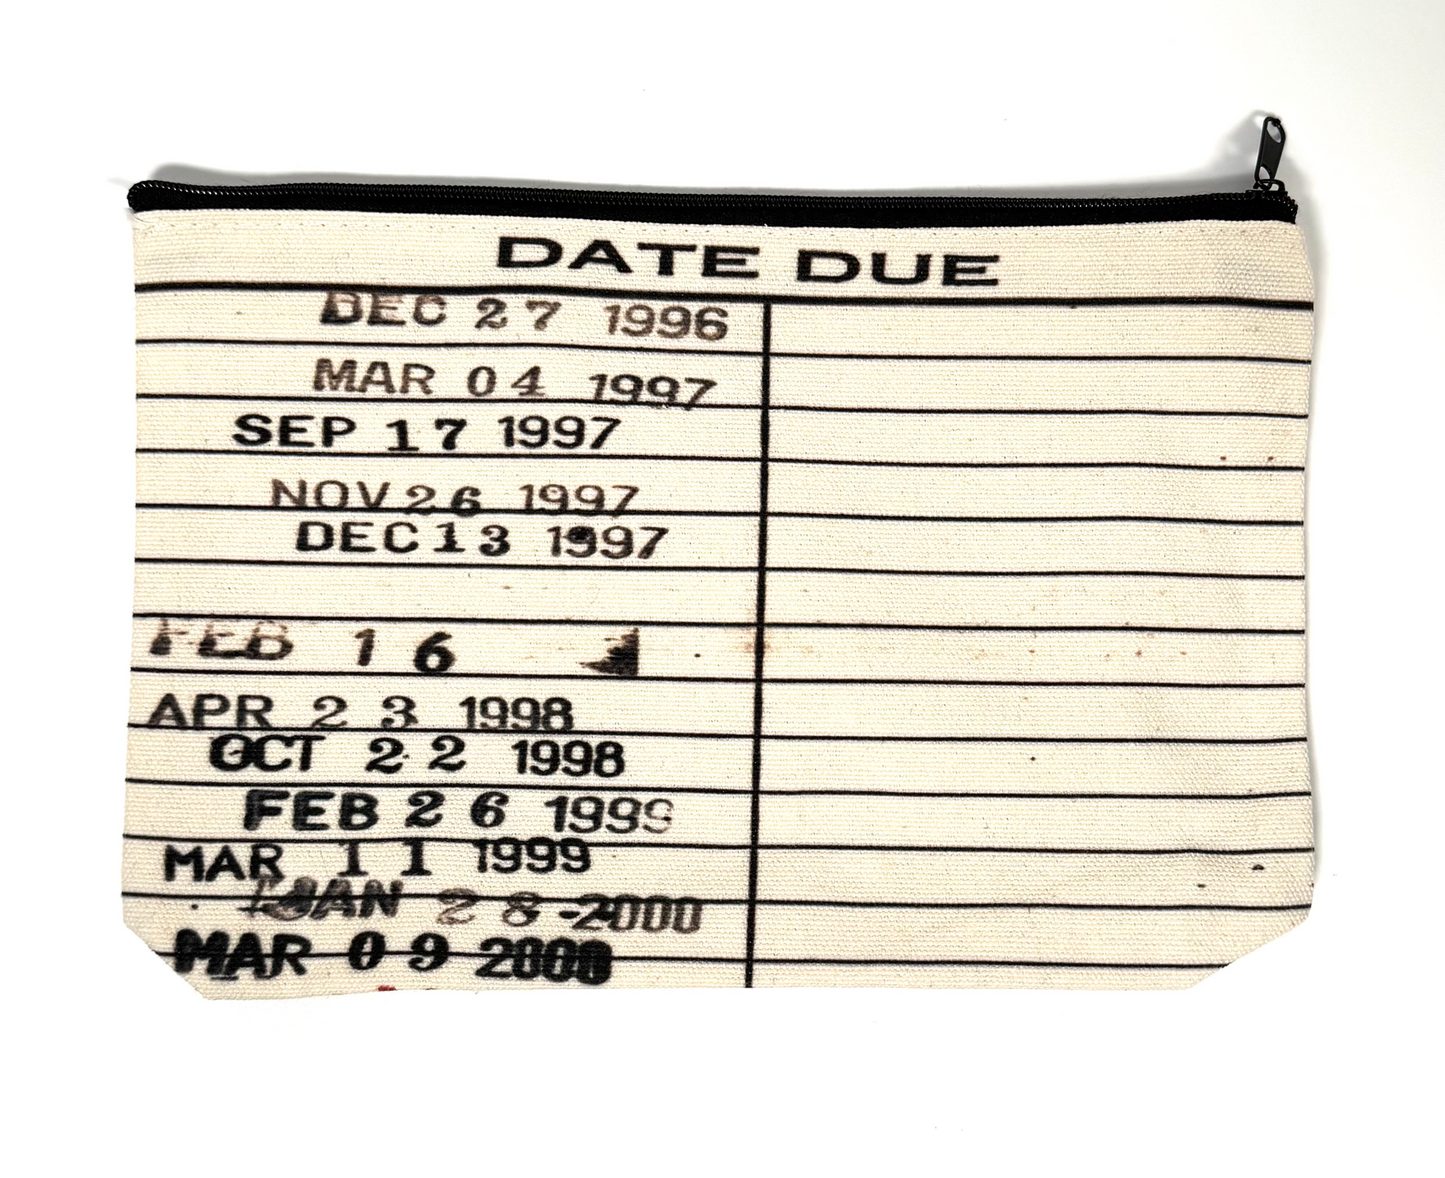 DATE DUE
DEC 27 1996
MAR 04 1997
SEP 17 1997
NOV 26 1997
DEC 13 1997
FEB 16
APR 23 1998
OCT 22 1998
FEB 26 1999
MAR 11 1999
JAN 28 2000
MAR 09 2000